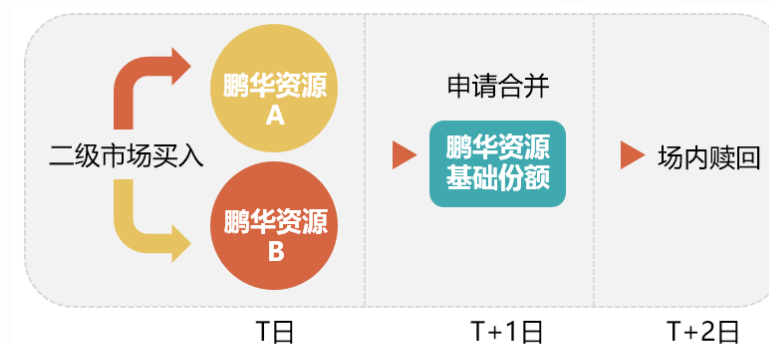 二级市场买入
鹏华资源
A
鹏华资源
B
申请合并
鹏华资源
基础份额
场内赎回
T日
T+1日
T+2日